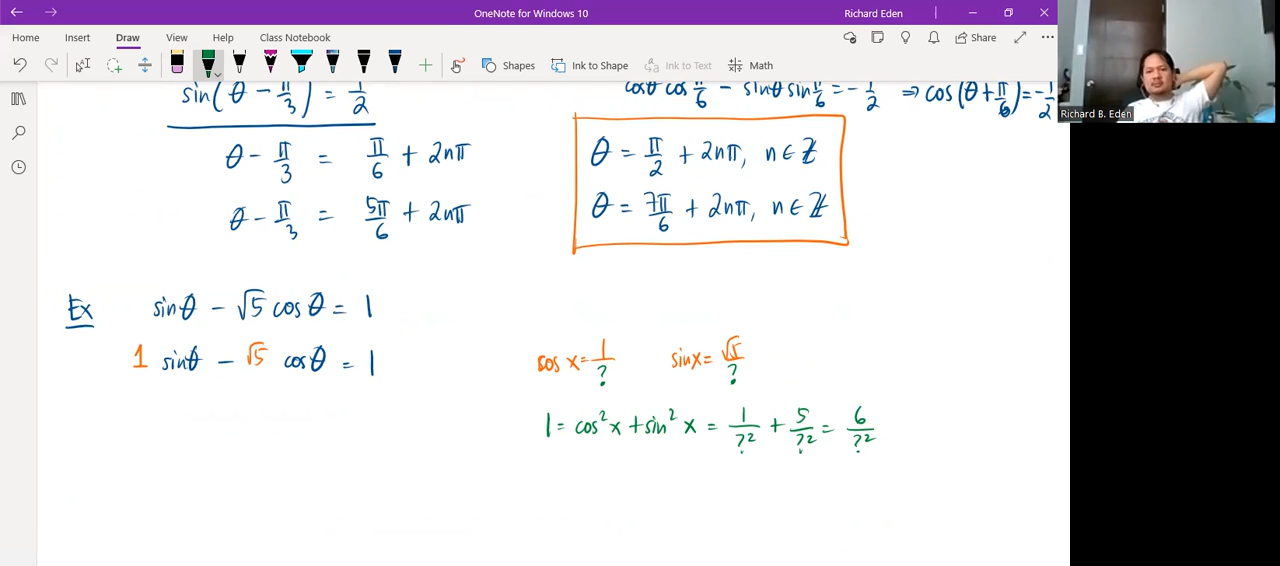 OneNote for Windows 10 Richard Eden
Home Insert Draw View Help Class Notebook Share
Shapes Ink to Shape Ink to Text Math
Richard B. Eden
sin(θ − π/3) = 1/2
cosθ cos π/6 − sinθ sin π/6 = −1/2 ⇒ cos(θ + π/6) = −1/2
θ − π/3 = π/6 + 2nπ
θ − π/3 = 5π/6 + 2nπ
θ = π/2 + 2nπ, n ∈ ℤ
θ = 7π/6 + 2nπ, n ∈ ℤ
Ex sinθ − √5 cosθ = 1
1 sinθ − √5 cosθ = 1
cos x = 1/? sin x = √5/?
1 = cos² x + sin² x = 1/?² + 5/?² = 6/?²